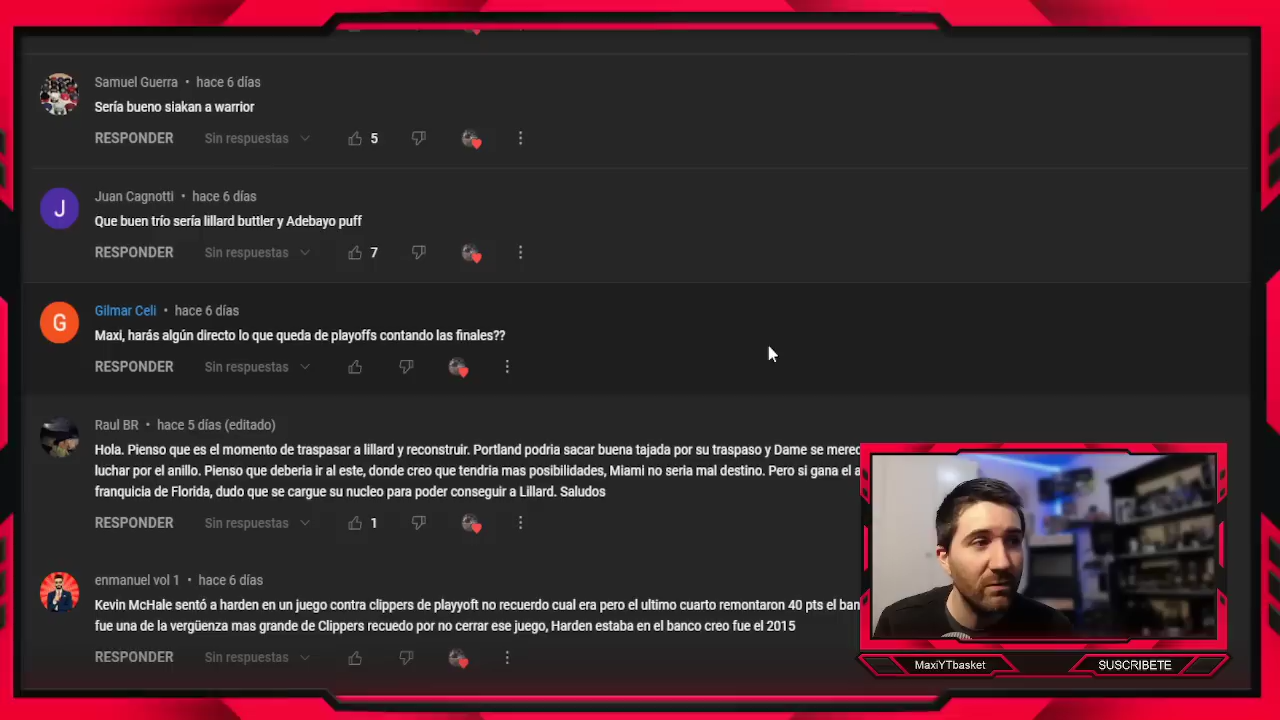 Samuel Guerra • hace 6 días
Sería bueno siakan a warrior
RESPONDER Sin respuestas 5
Juan Cagnotti • hace 6 días
J
Que buen trío sería lillard buttler y Adebayo puff
RESPONDER Sin respuestas 7
Gilmar Celi • hace 6 días
G
Maxi, harás algún directo lo que queda de playoffs contando las finales??
RESPONDER Sin respuestas
Raul BR • hace 5 días (editado)
Hola. Pienso que es el momento de traspasar a lillard y reconstruir. Portland podria sacar buena tajada por su traspaso y Dame se
luchar por el anillo. Pienso que deberia ir al este, donde creo que tendria mas posibilidades, Miami no seria mal destino. Pero si gana el
franquicia de Florida, dudo que se cargue su nucleo para poder conseguir a Lillard. Saludos
RESPONDER Sin respuestas 1
enmanuel vol 1 • hace 6 días
Kevin McHale sentó a harden en un juego contra clippers de playyoft no recuerdo cual era pero el ultimo cuarto remontaron 40 pts el
fue una de la vergüenza mas grande de Clippers recuedo por no cerrar ese juego, Harden estaba en el banco creo fue el 2015
RESPONDER Sin respuestas
MaxiYTbasket
SUSCRIBETE